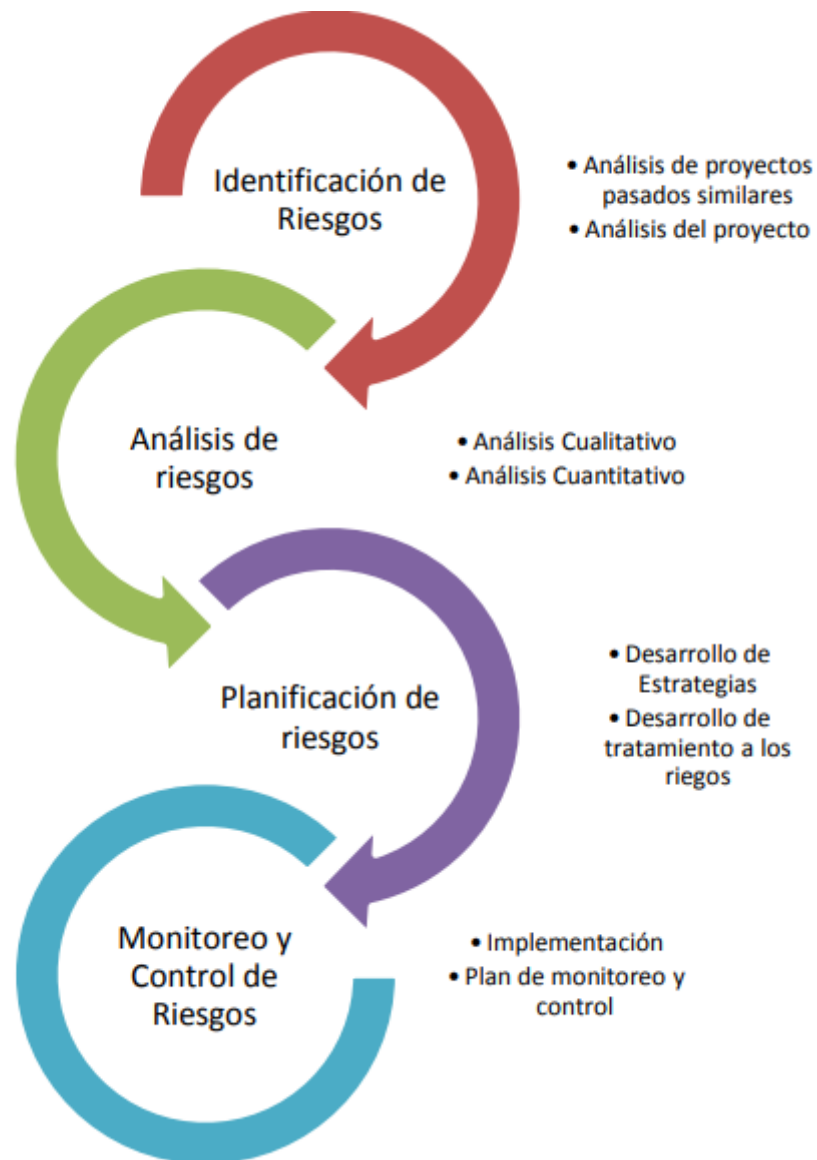 Identificación de
Riesgos
• Análisis de proyectos
pasados similares
• Análisis del proyecto
Análisis de
riesgos
• Análisis Cualitativo
• Análisis Cuantitativo
Planificación de
riesgos
• Desarrollo de
Estrategias
• Desarrollo de
tratamiento a los
riegos
Monitoreo y
Control de
Riesgos
• Implementación
• Plan de monitoreo y
control